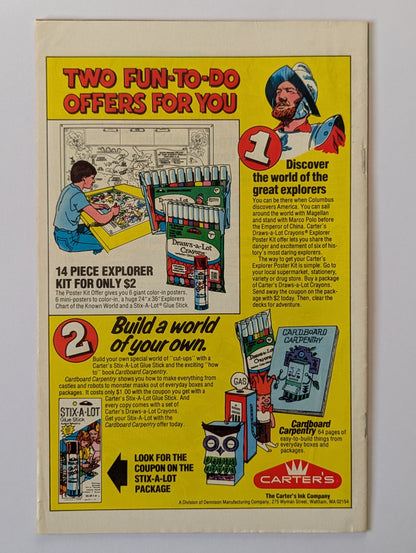 TWO FUN-TO-DO
OFFERS FOR YOU
1
Discover
the world of the
great explorers
You can be there when Columbus
discovers America. You can sail
around the world with Magellan
and stand with Marco Polo before
the Emperor of China. Carter's
Draws-a-Lot Crayons® Explorer
Poster Kit offer lets you share the
danger and excitement of six of his-
tory's most daring explorers.
The way to get your Carter's
Explorer Poster Kit is simple. Go to
your local supermarket, stationery,
variety or drug store. Buy a package
of Carter's Draws-a-Lot Crayons.
Send away the coupon on the pack-
age with $2 today. Then, clear the
decks for adventure.
Draws-a-Lot
Crayons
14 PIECE EXPLORER
KIT FOR ONLY $2
The Poster Kit Offer gives you 6 giant color-in posters,
6 mini-posters to color-in, a huge 24" x 36" Explorers
Chart of the Known World and a Stix-A-Lot® Glue Stick.
2
Build a world
of your own.
Build your own special world of "cut-ups" with a
Carter's Stix-A-Lot Glue Stick and the exciting "how
to" book Cardboard Carpentry.
Cardboard Carpentry shows you how to make everything from
castles and robots to monster masks out of everyday boxes and
packages. It costs only $1.00 with the coupon you get with a
Carter's Stix-A-Lot Glue Stick. And
every copy comes with a set of
Carter's Draws-a-Lot Crayons.
Get your Stix-A-Lot with the
Cardboard Carpentry offer today.
CARDBOARD
CARPENTRY
GAS
STIX-A-LOT
Glue Stick
Cardboard
Carpentry 64 pages of
easy-to-build things from
everyday boxes and
packages.
LOOK FOR THE
COUPON ON THE
STIX-A-LOT
PACKAGE
CARTER'S
The Carter's Ink Company
A Division of Dennison Manufacturing Company, 275 Wyman Street, Waltham, MA 02154